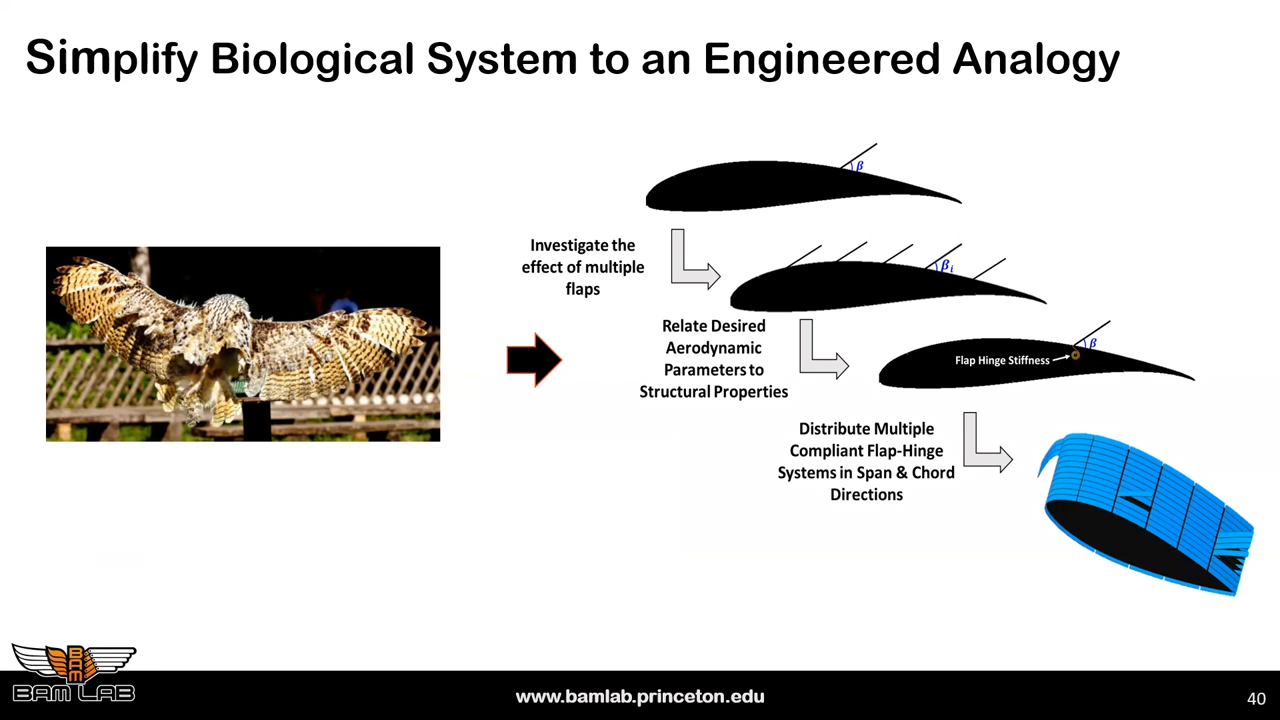 Simplify Biological System to an Engineered Analogy
β
Investigate the
effect of multiple
flaps
βi
Relate Desired
Aerodynamic
Parameters to
Structural Properties
β
Flap Hinge Stiffness
Distribute Multiple
Compliant Flap-Hinge
Systems in Span & Chord
Directions
BAM
BAM LAB
www.bamlab.princeton.edu
40